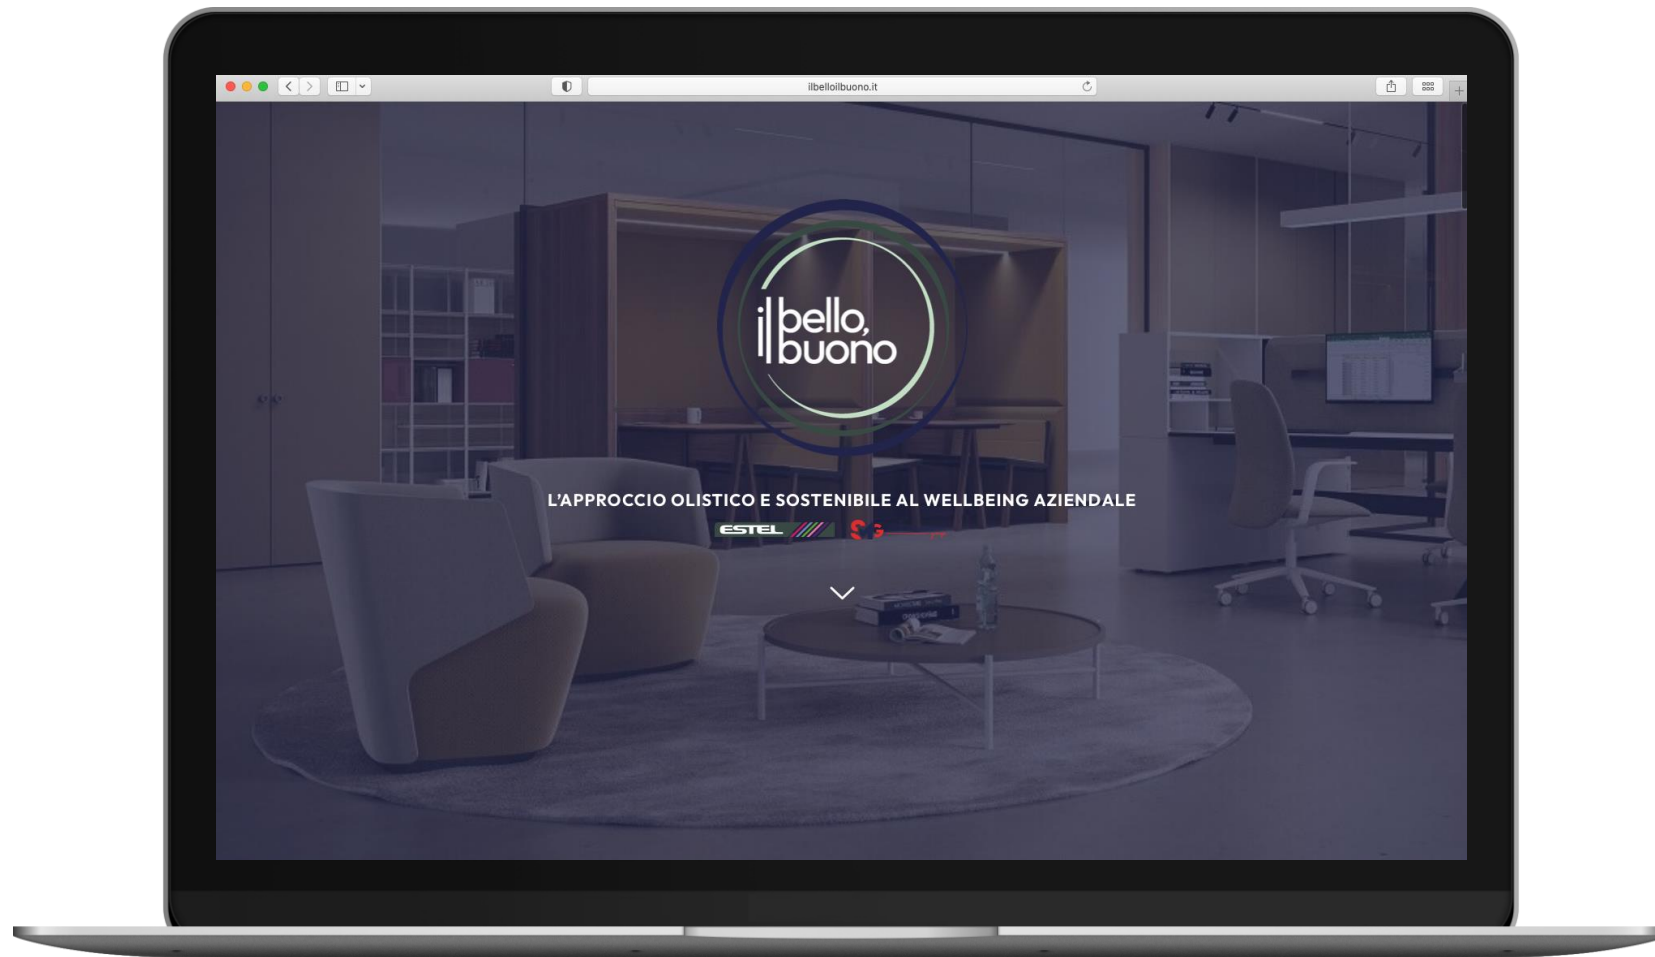 ilbelloilbuono.it
il bello,
il buono
L'APPROCCIO OLISTICO E SOSTENIBILE AL WELLBEING AZIENDALE
ESTEL